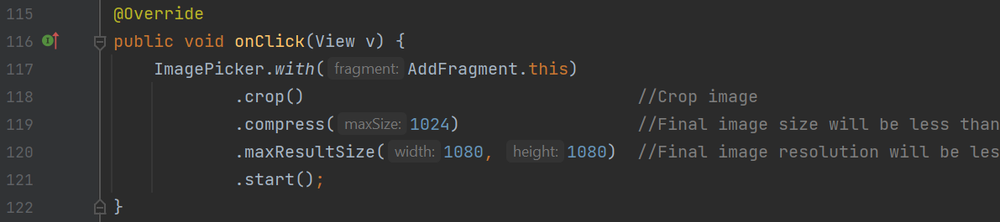 115 @Override
116 public void onClick(View v) {
117 ImagePicker.with( fragment: AddFragment.this)
118 .crop() //Crop image
119 .compress( maxSize: 1024) //Final image size will be less than
120 .maxResultSize( width: 1080, height: 1080) //Final image resolution will be les
121 .start();
122 }